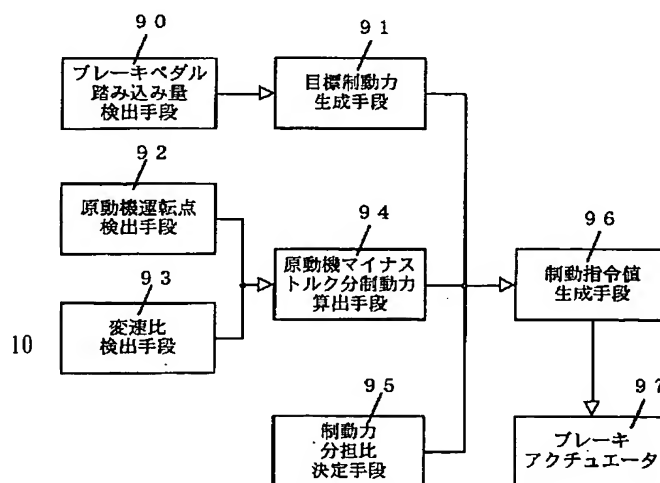 90
ブレーキペダル
踏み込み量
検出手段
91
目標制動力
生成手段
92
原動機運転点
検出手段
94
原動機マイナス
トルク分制動力
算出手段
96
制動指令値
生成手段
93
変速比
検出手段
10
95
制動力
分担比
決定手段
97
ブレーキ
アクチュエータ